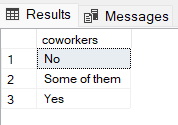 Results Messages
coworkers
1 No
2 Some of them
3 Yes